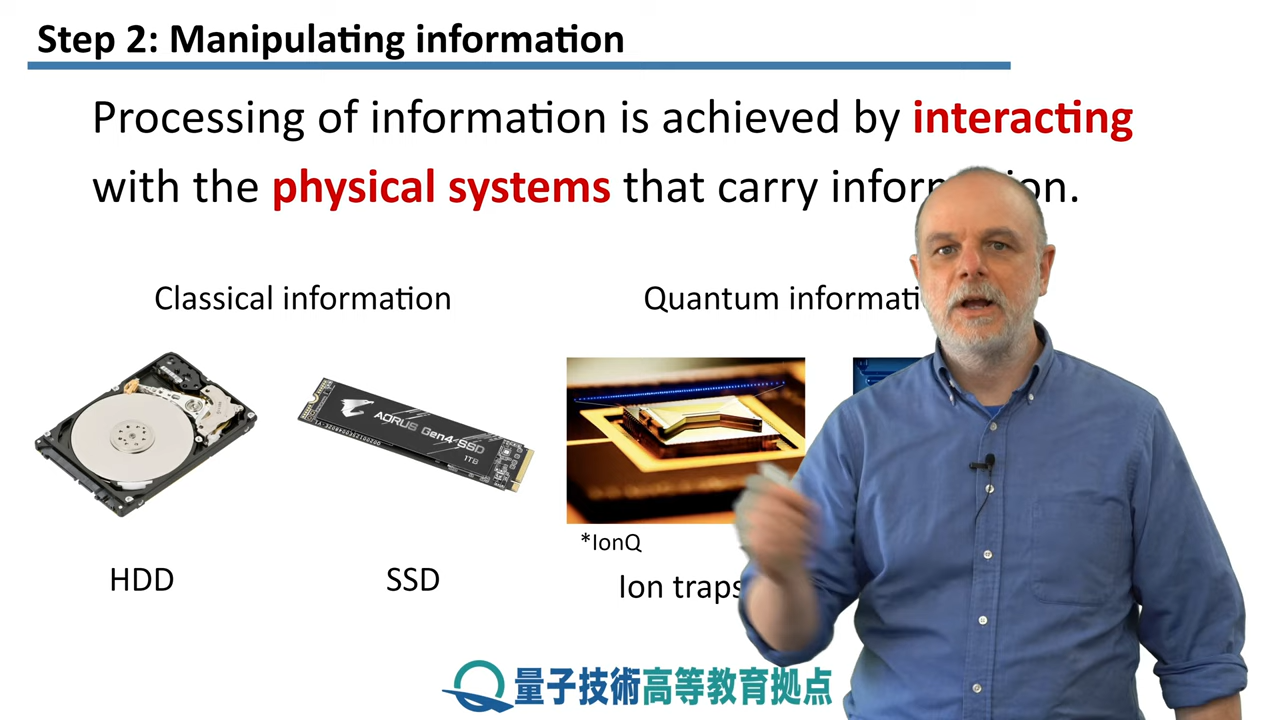 Step 2: Manipulating information
Processing of information is achieved by interacting
with the physical systems that carry information.
Classical information
Quantum informati
AORUS Gen4 SSD
1TB
*IonQ
HDD
SSD
Ion traps
量子技術高等教育拠点